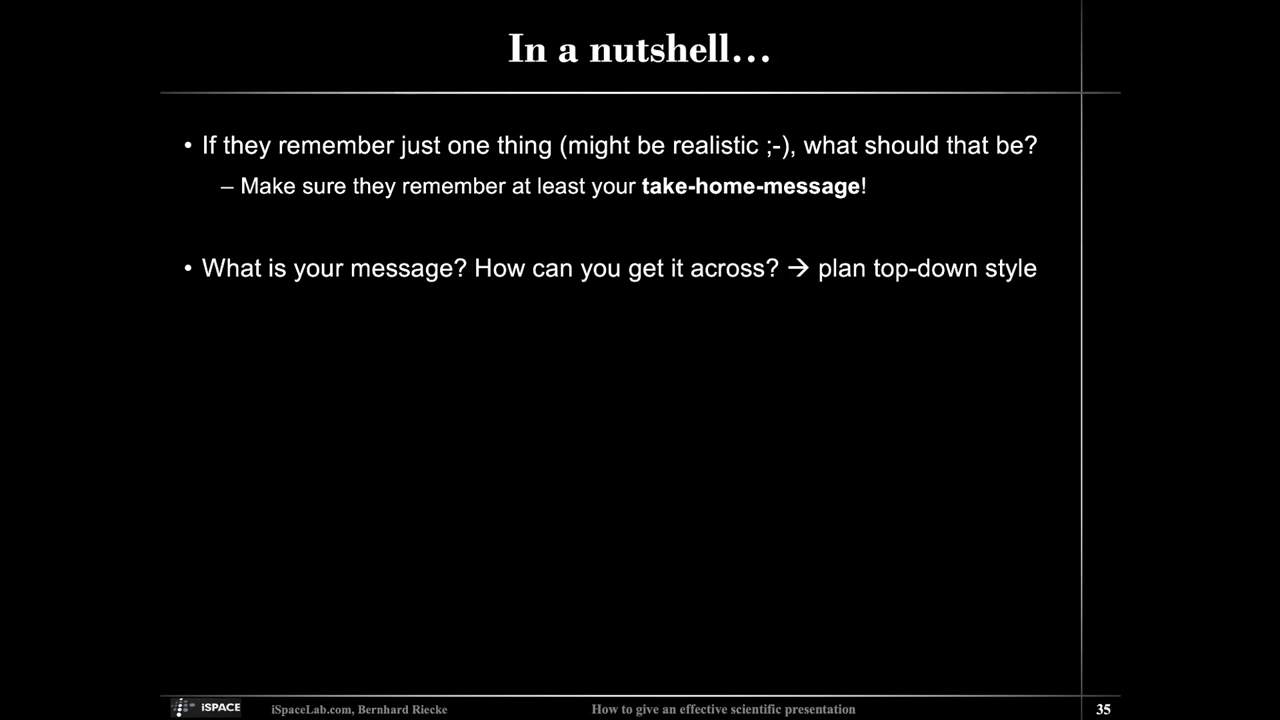 In a nutshell...
• If they remember just one thing (might be realistic ;-), what should that be?
– Make sure they remember at least your take-home-message!
• What is your message? How can you get it across? → plan top-down style
iSPACE
iSpaceLab.com, Bernhard Riecke
How to give an effective scientific presentation
35